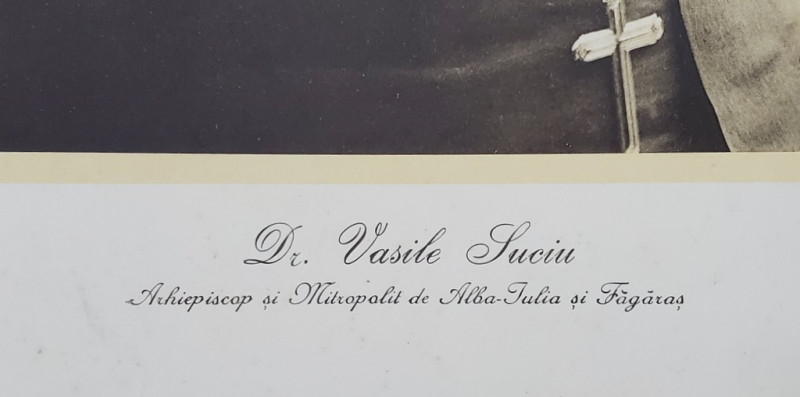 Dr. Vasile Suciu
Arhiepiscop și Mitropolit de Alba-Iulia și Făgăraș